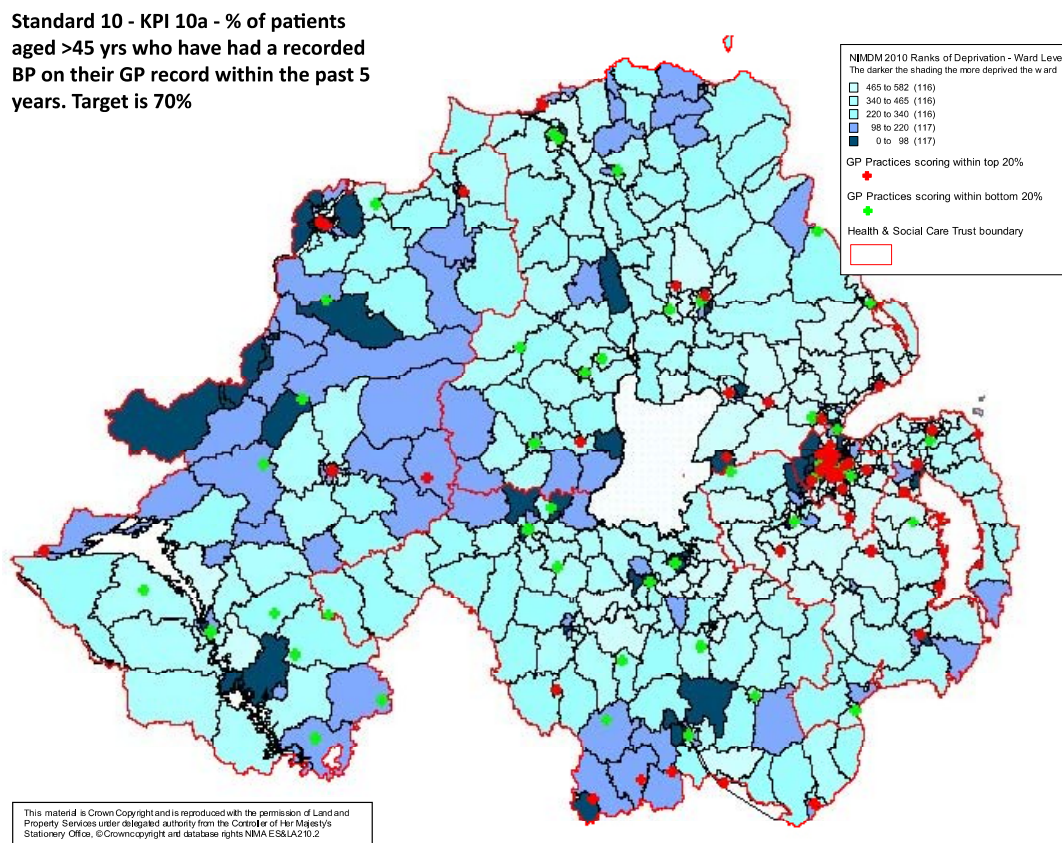 Standard 10 - KPI 10a - % of patients
aged >45 yrs who have had a recorded
BP on their GP record within the past 5
years. Target is 70%
NIMDM 2010 Ranks of Deprivation - Ward Leve
The darker the shading the more deprived the ward
465 to 582 (116)
340 to 465 (116)
220 to 340 (116)
98 to 220 (117)
0 to 98 (117)
GP Practices scoring within top 20%
GP Practices scoring within bottom 20%
Health & Social Care Trust boundary
This material is Crown Copyright and is reproduced with the permission of Land and
Property Services under delegated authority from the Controller of Her Majesty's
Stationery Office, © Crown copyright and database rights NIMA ES&LA210.2